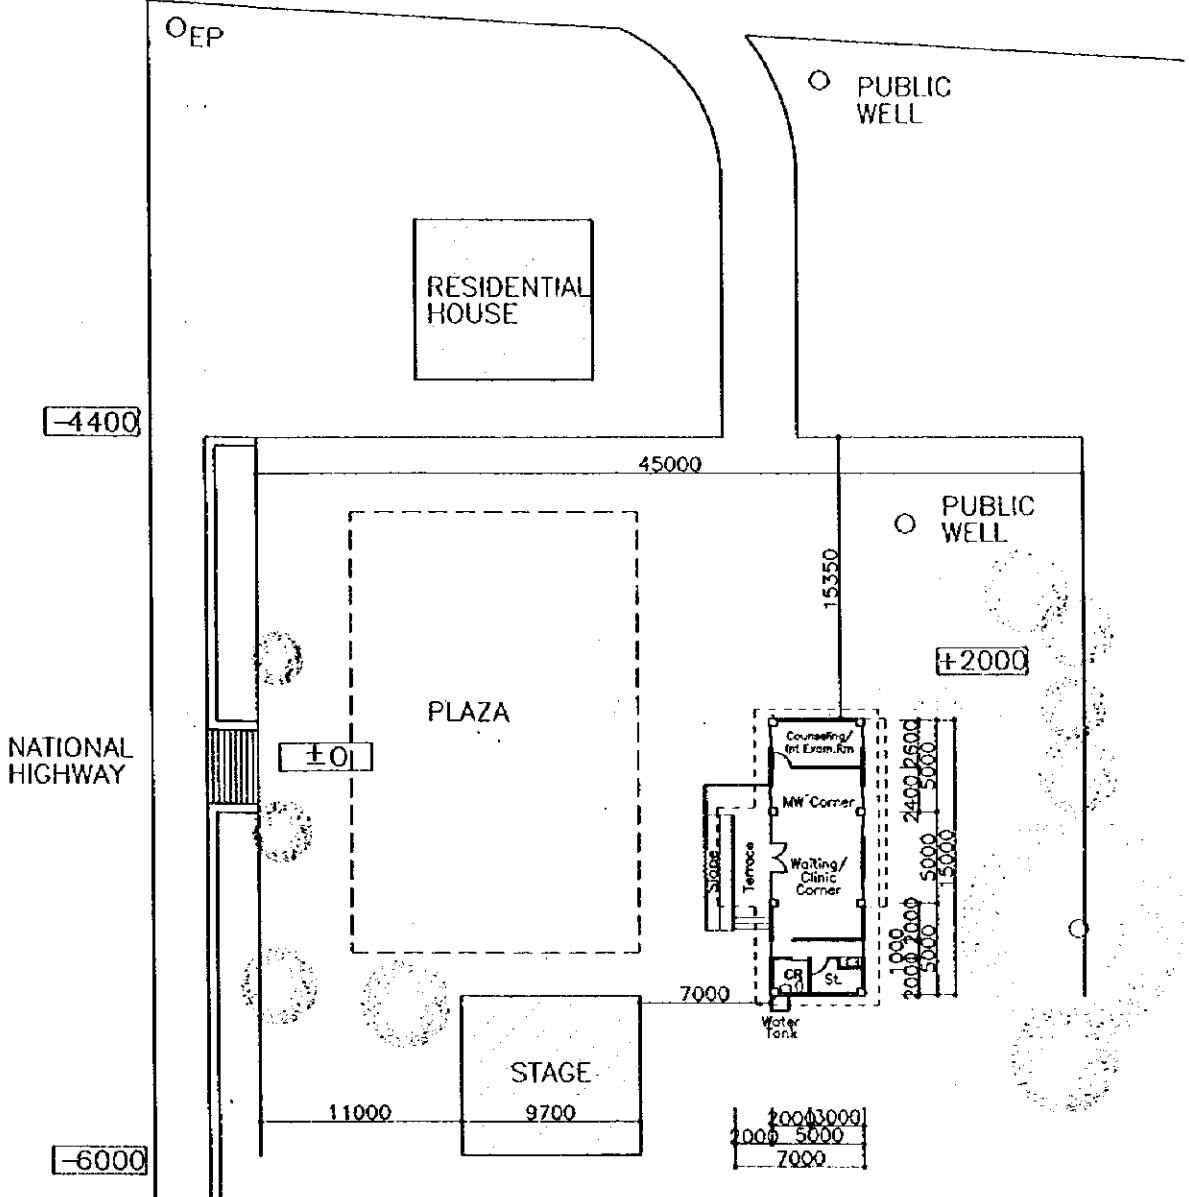 EP
PUBLIC
WELL
RESIDENTIAL
HOUSE
-4400
45000
PUBLIC
WELL
15350
+2000
PLAZA
NATIONAL
HIGHWAY
±0
Counseling/
Int Exam.Rm
MW Corner
Waiting/
Clinic
Corner
Slope
Terrace
2600
2400
5000
5000
15000
2000
1000
2000
5000
CR
St.
7000
Water
Tank
STAGE
11000
9700
2000
3000
2000
5000
7000
-6000